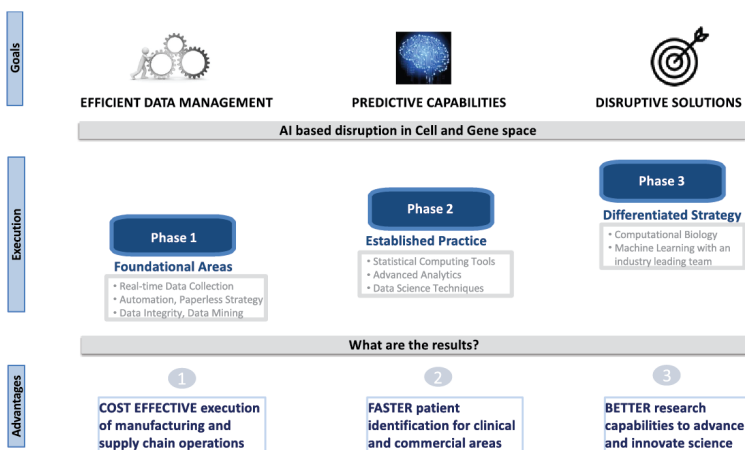 Goals
EFFICIENT DATA MANAGEMENT
PREDICTIVE CAPABILITIES
DISRUPTIVE SOLUTIONS
AI based disruption in Cell and Gene space
Execution
Phase 1
Foundational Areas
• Real-time Data Collection
• Automation, Paperless Strategy
• Data Integrity, Data Mining
Phase 2
Established Practice
• Statistical Computing Tools
• Advanced Analytics
• Data Science Techniques
Phase 3
Differentiated Strategy
• Computational Biology
• Machine Learning with an
industry leading team
What are the results?
Advantages
1
COST EFFECTIVE execution
of manufacturing and
supply chain operations
2
FASTER patient
identification for clinical
and commercial areas
3
BETTER research
capabilities to advance
and innovate science